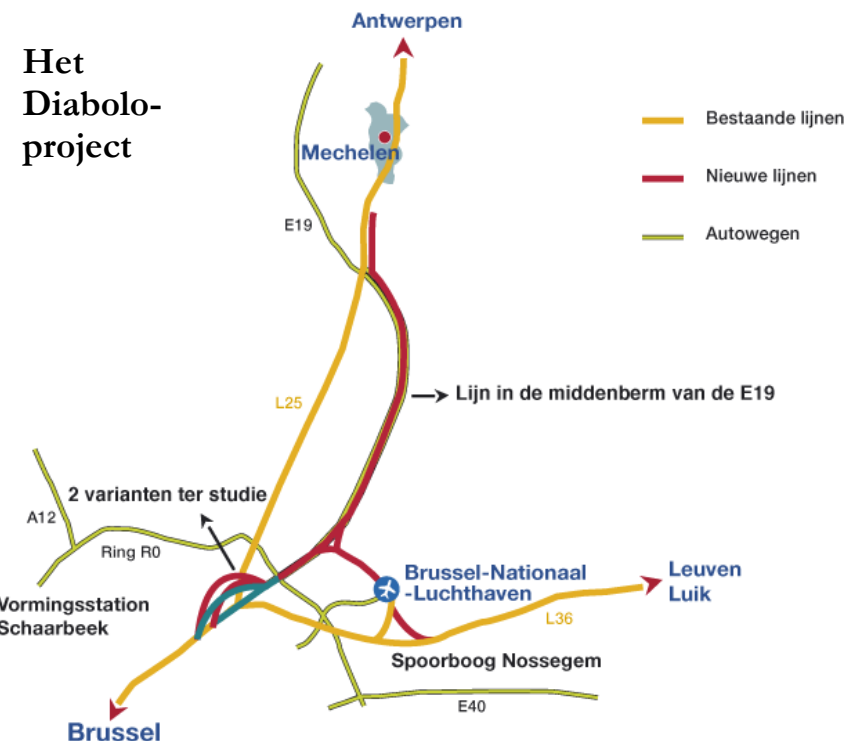 Het
Diabolo-
project
Antwerpen
Mechelen
Bestaande lijnen
Nieuwe lijnen
Autowegen
E19
L25
Lijn in de middenberm van de E19
2 varianten ter studie
A12
Ring R0
Vormingsstation
Schaarbeek
Brussel-Nationaal
-Luchthaven
Leuven
Luik
L36
Spoorboog Nossegem
E40
Brussel